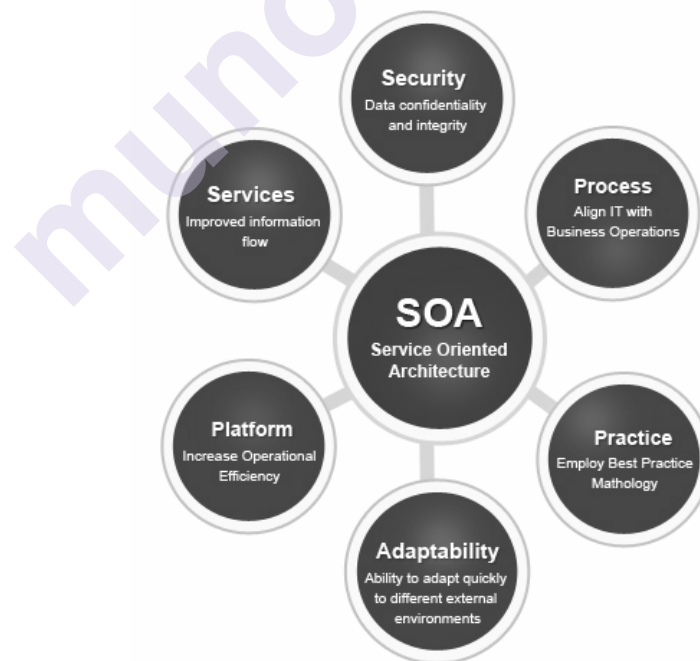 muno
Security
Data confidentiality
and integrity
Services
Improved information
flow
Process
Align IT with
Business Operations
SOA
Service Oriented
Architecture
Platform
Increase Operational
Efficiency
Practice
Employ Best Practice
Mathology
Adaptability
Ability to adapt quickly
to different external
environments